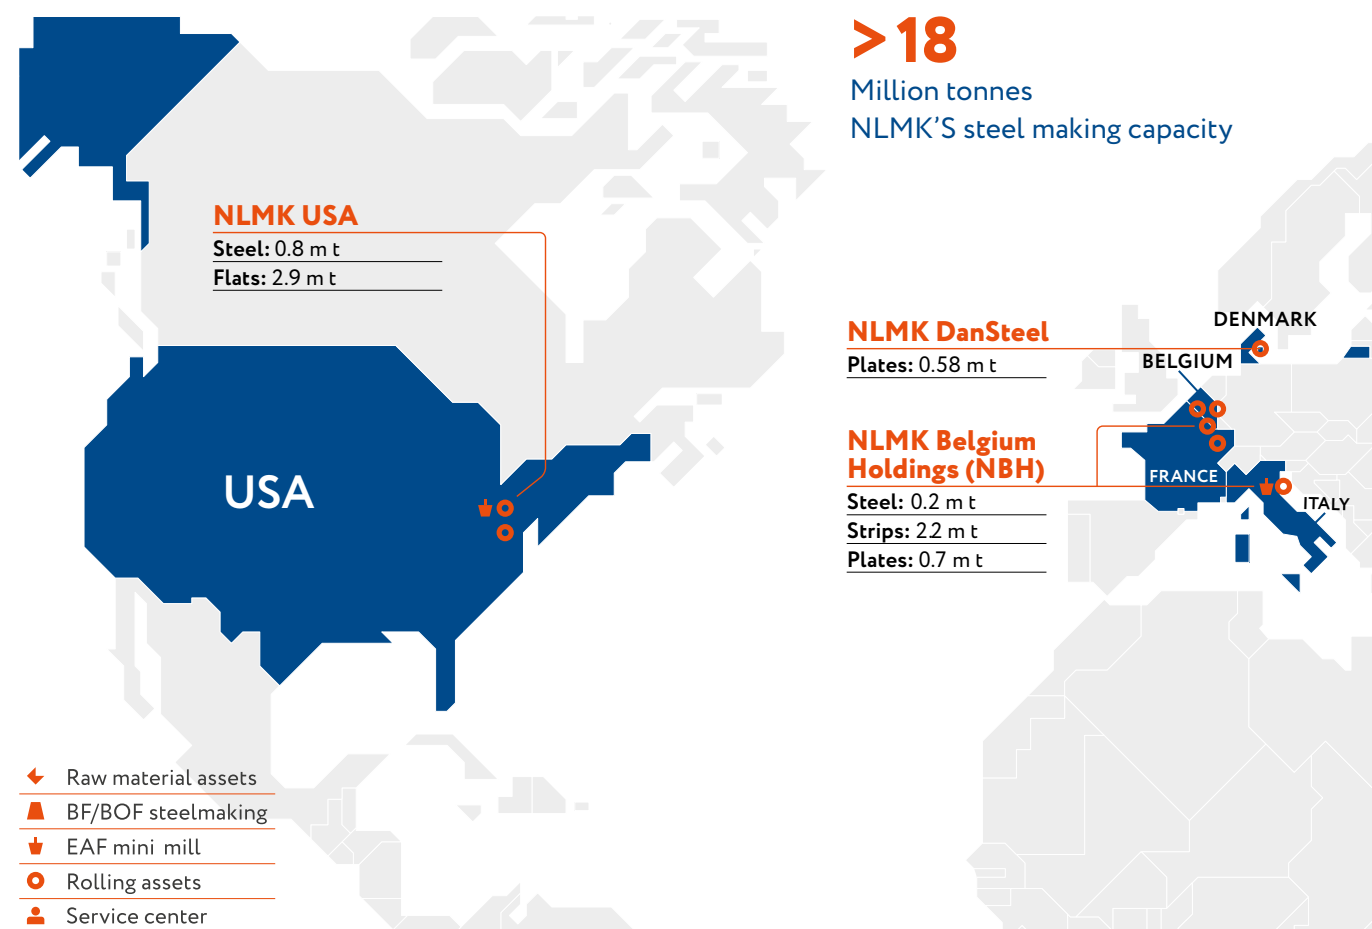 > 18
Million tonnes
NLMK’S steel making capacity
NLMK USA
Steel: 0.8 m t
Flats: 2.9 m t
DENMARK
NLMK DanSteel
BELGIUM
Plates: 0.58 m t
NLMK Belgium
Holdings (NBH)
FRANCE
USA
Steel: 0.2 m t
ITALY
Strips: 22 m t
Plates: 0.7 m t
Raw material assets
BF/BOF steelmaking
EAF mini mill
Rolling assets
Service center